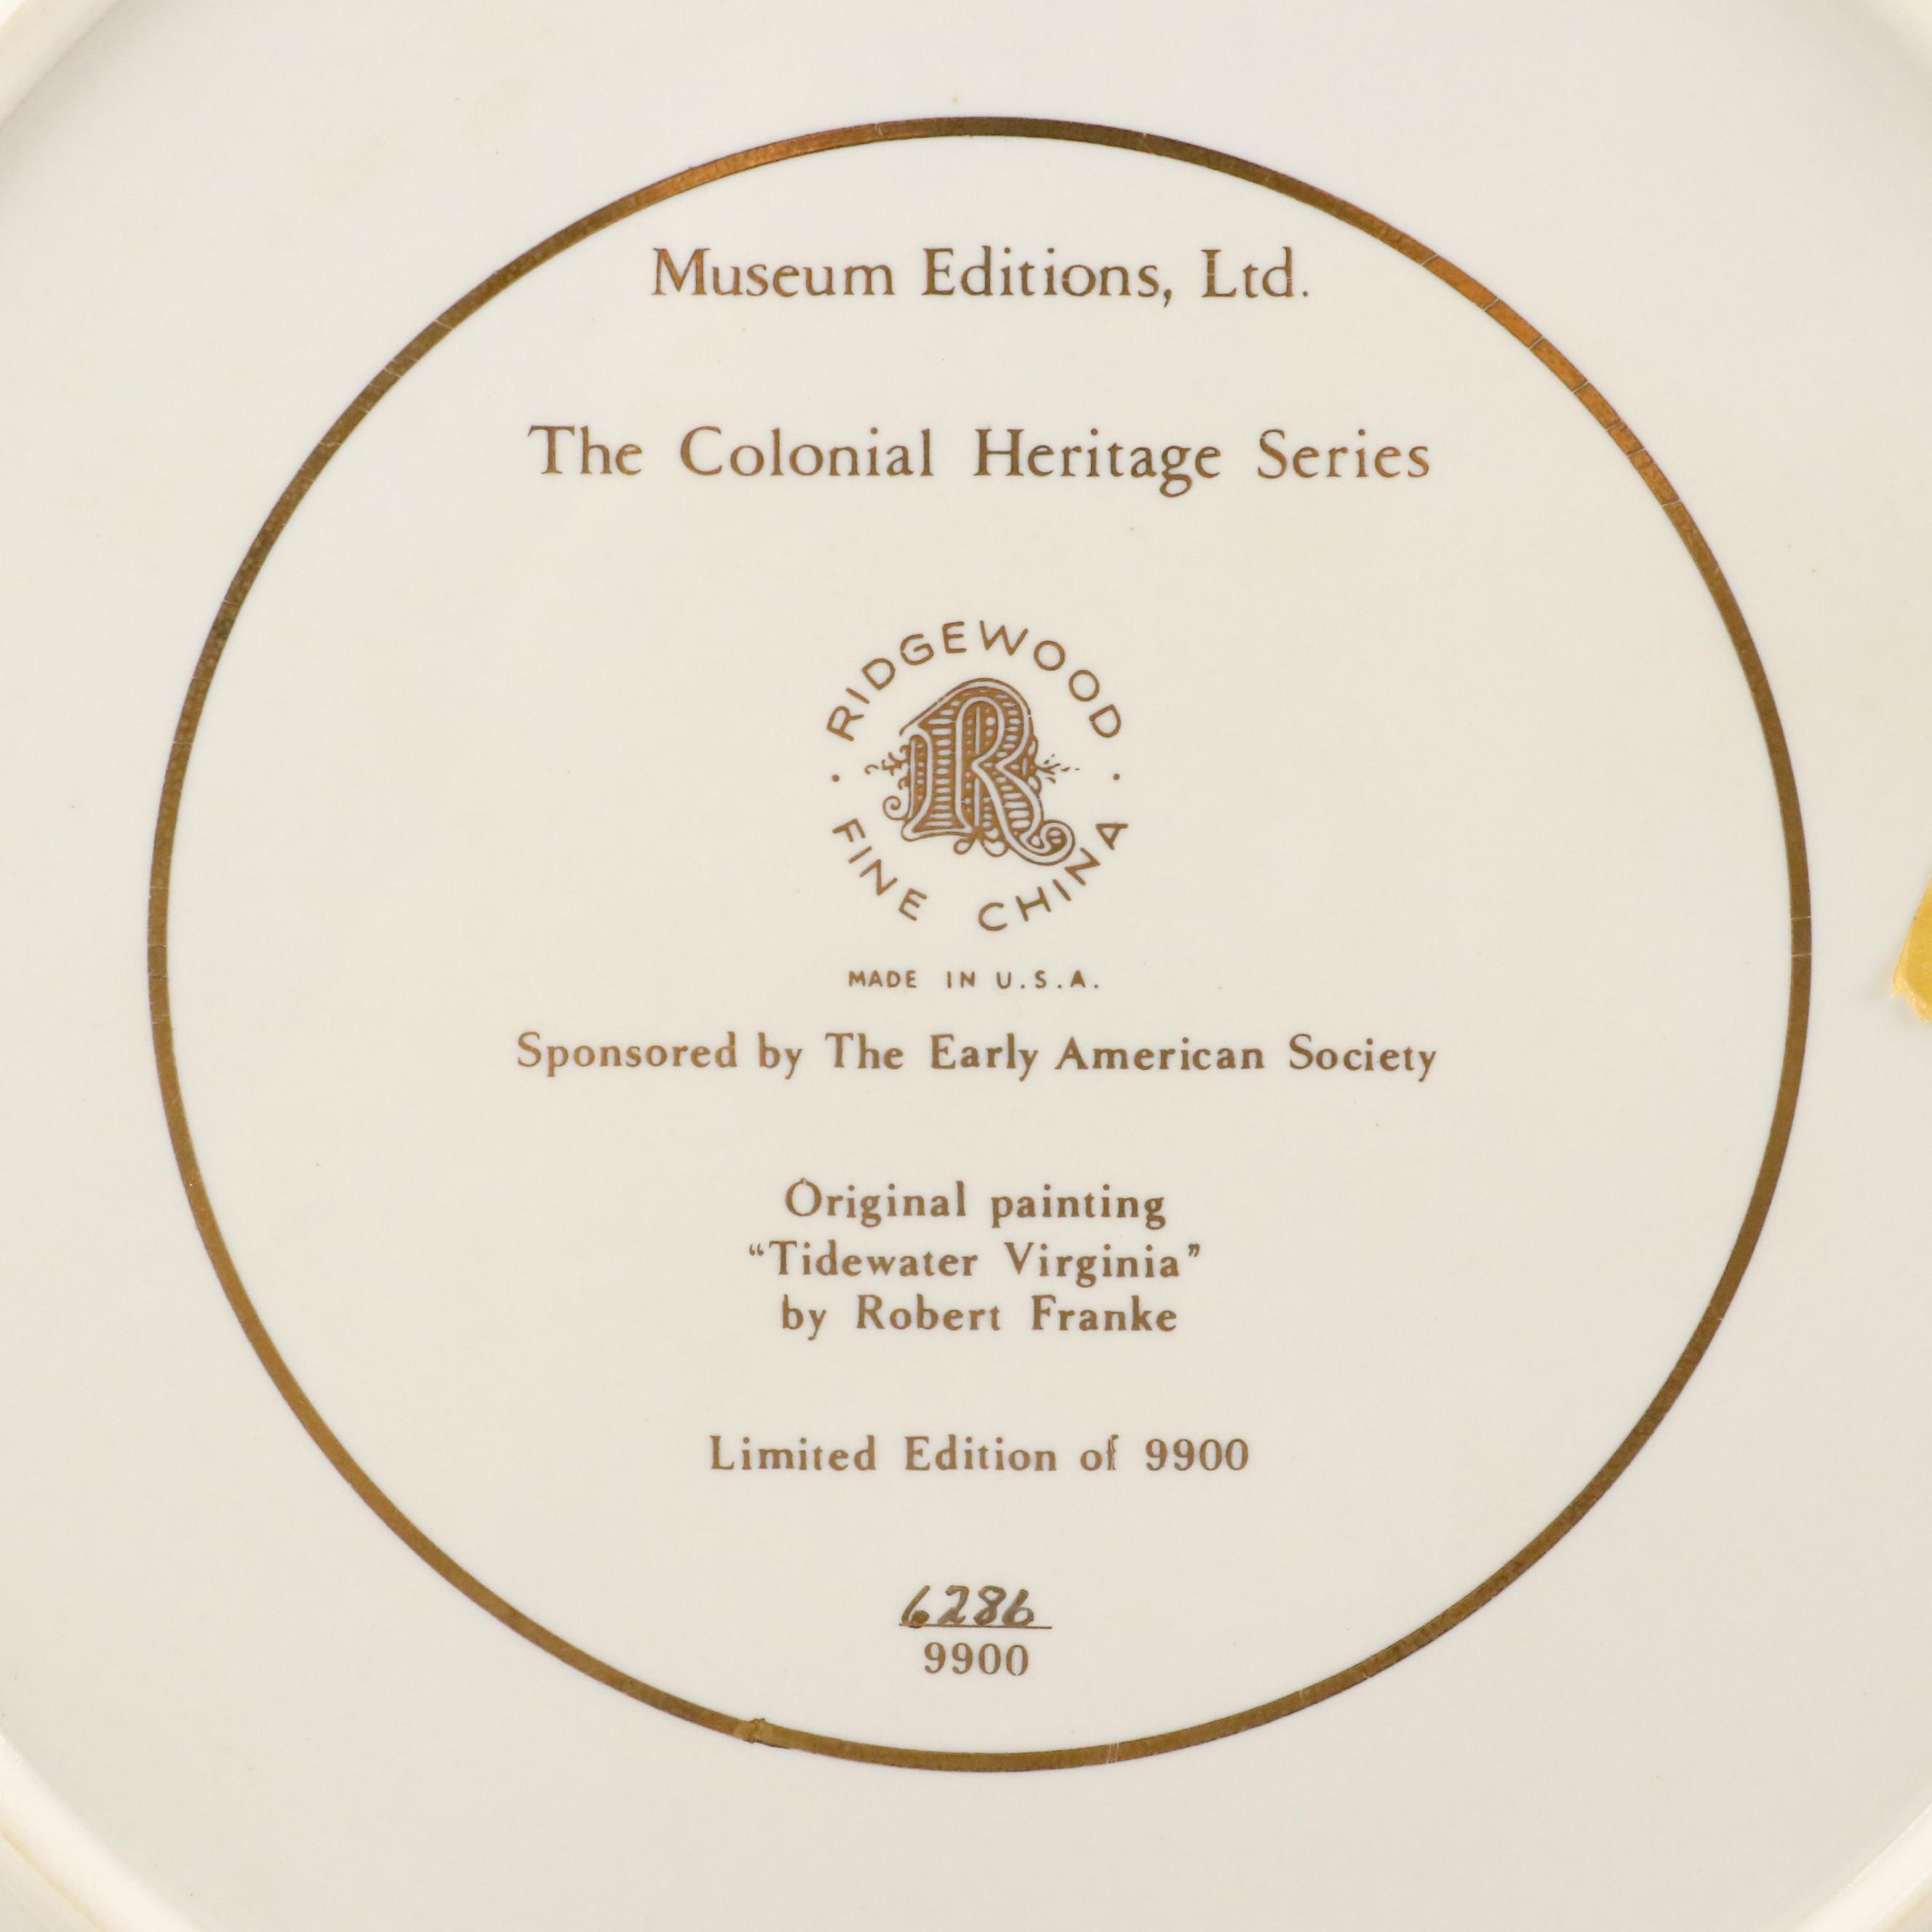 Museum Editions, Ltd.
The Colonial Heritage Series
RIDGEWOOD
R
FINE CHINA
MADE IN U.S.A.
Sponsored by The Early American Society
Original painting
“Tidewater Virginia”
by Robert Franke
Limited Edition of 9900
6286
9900